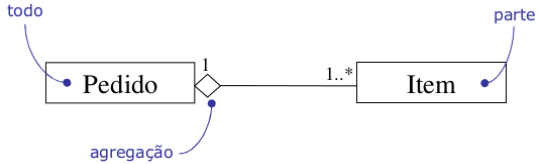 todo
parte
1
1..*
Pedido
Item
agregação